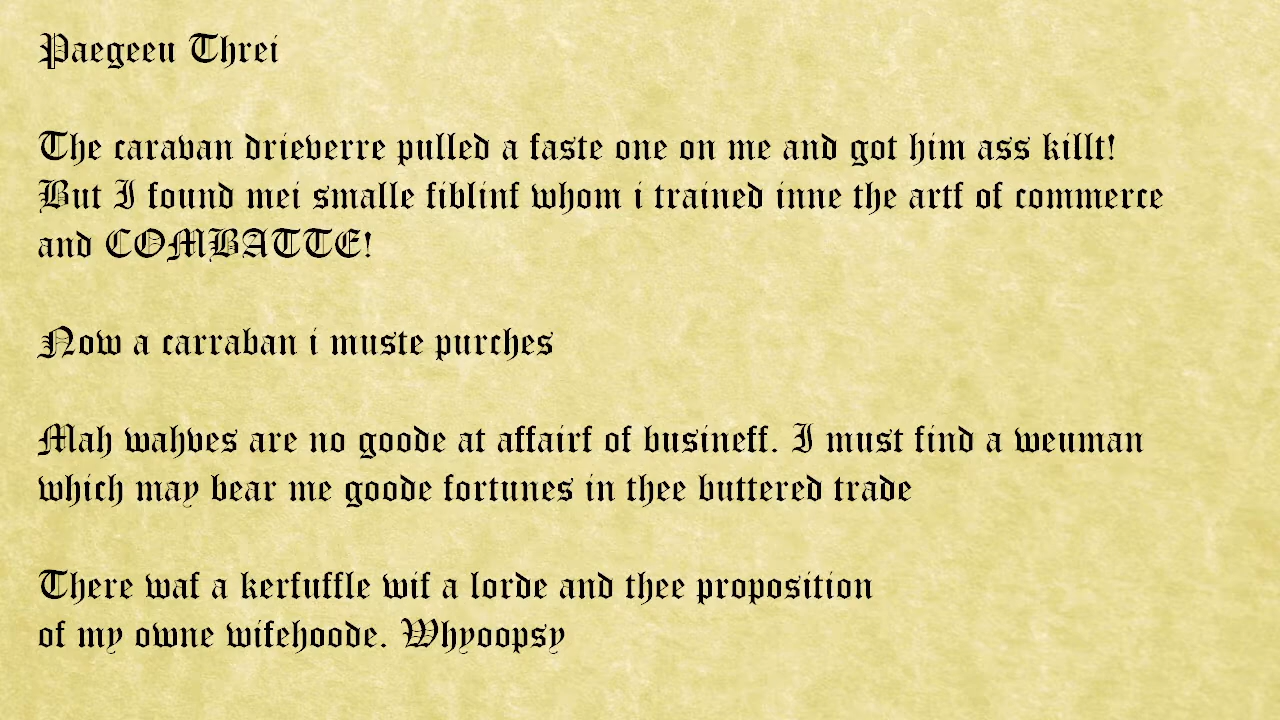 Paegeeu Threi
The caravan drieverre pulled a faste one on me and got him ass killt!
But I found mei smalle fiblinf whom i trained inne the artf of commerce
and COMBATTE!
Now a carraban i muste purches
Mah wahves are no goode at affairf of busineff. I must find a weuman
which may bear me goode fortunes in thee buttered trade
There waf a kerfuffle wif a lorde and thee proposition
of my owne wifehoode. Whyoopsy